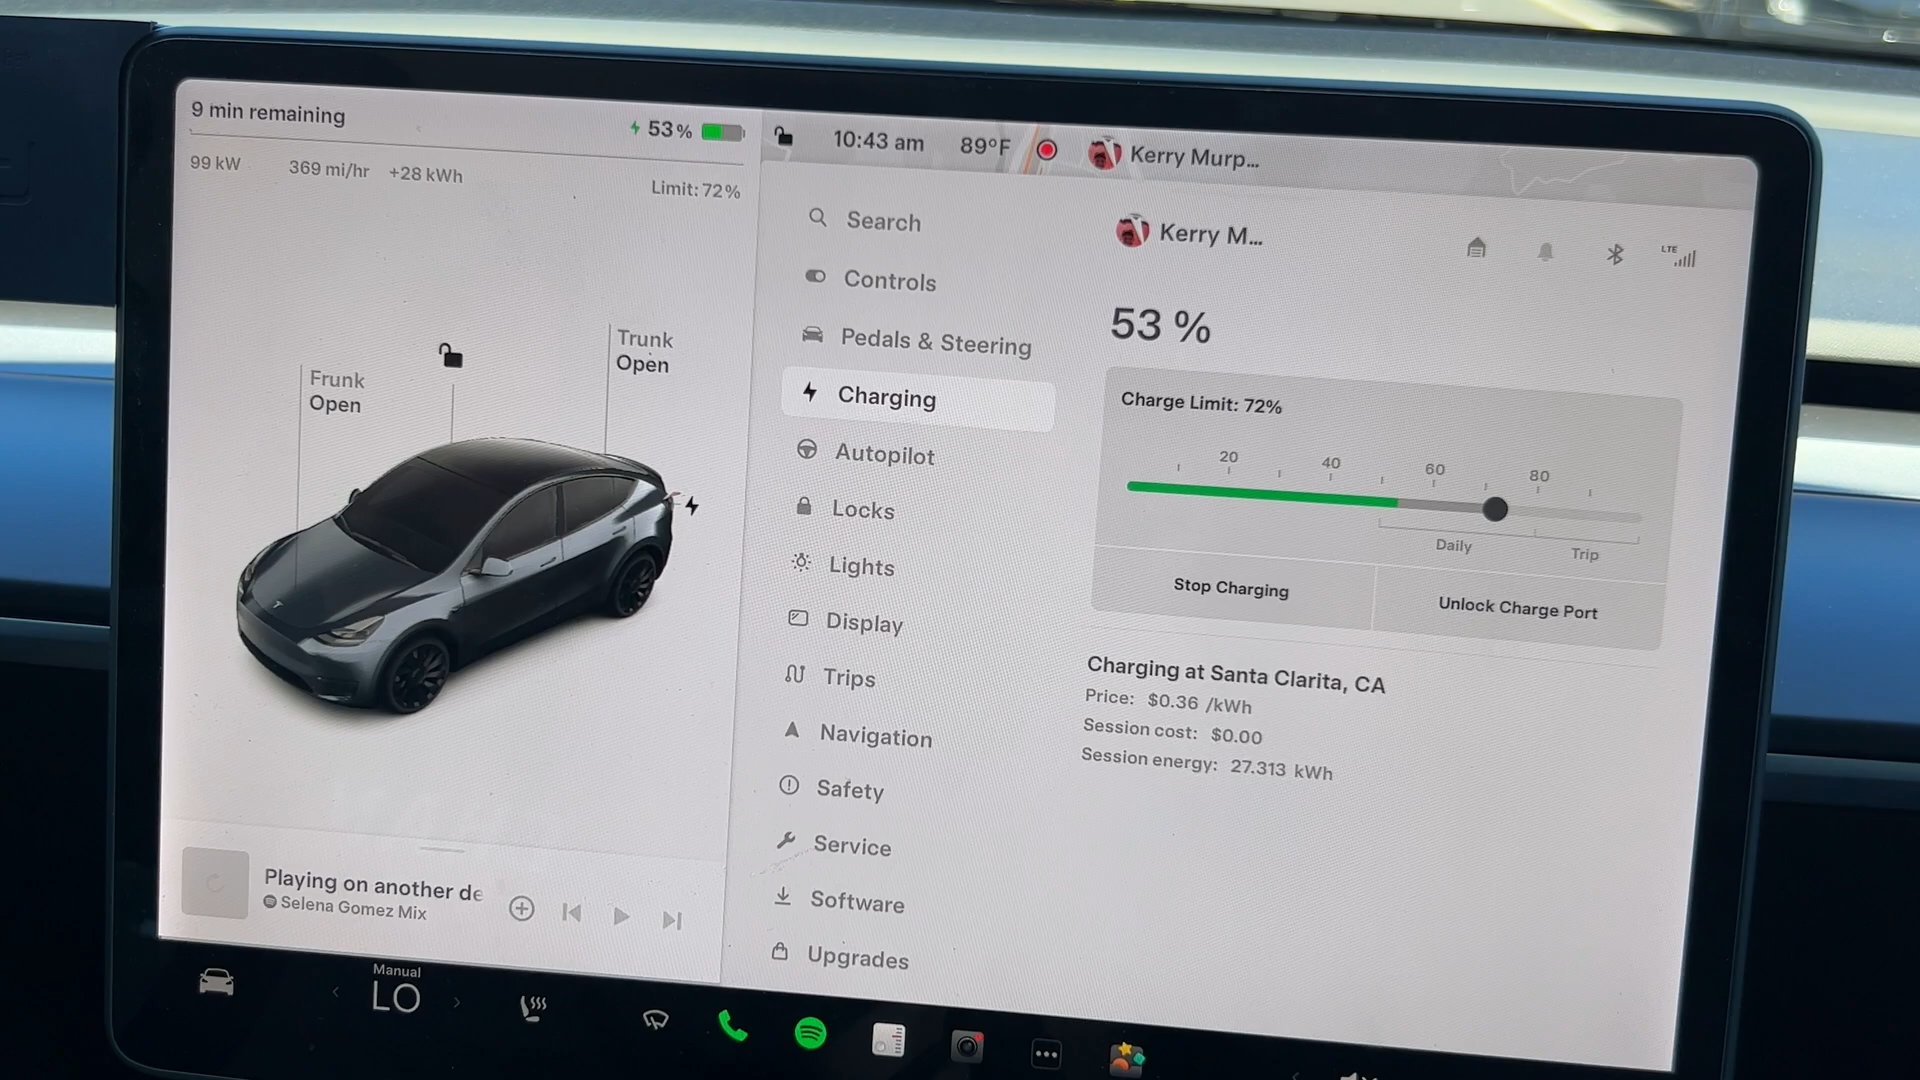 9 min remaining
53%
99 kW 369 mi/hr +28 kWh
Limit: 72%
Frunk
Open
Trunk
Open
Playing on another de
Selena Gomez Mix
10:43 am 89°F Kerry Murp...
Search
Controls
Pedals & Steering
Charging
Autopilot
Locks
Lights
Display
Trips
Navigation
Safety
Service
Software
Upgrades
Kerry M...
LTE
53 %
Charge Limit: 72%
20 40 60 80
Daily Trip
Stop Charging Unlock Charge Port
Charging at Santa Clarita, CA
Price: $0.36 /kWh
Session cost: $0.00
Session energy: 27.313 kWh
Manual
LO